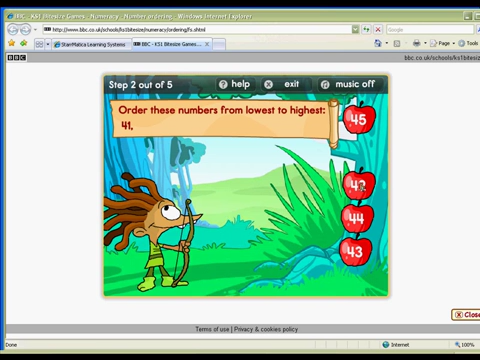 BBC - KS1 Bitesize Games - Numeracy - Number ordering - Windows Internet Explorer
http://www.bbc.co.uk/schools/ks1bitesize/numeracy/ordering/fs.shtml
StarrMatica Learning Systems
BBC - KS1 Bitesize Games...
Page
Tools
BBC
bbc.co.uk/schools/ks1bitesize
Step 2 out of 5
help
exit
music off
Order these numbers from lowest to highest:
41,
45
42
44
43
Close
Terms of use | Privacy & cookies policy
Done
Internet
100%